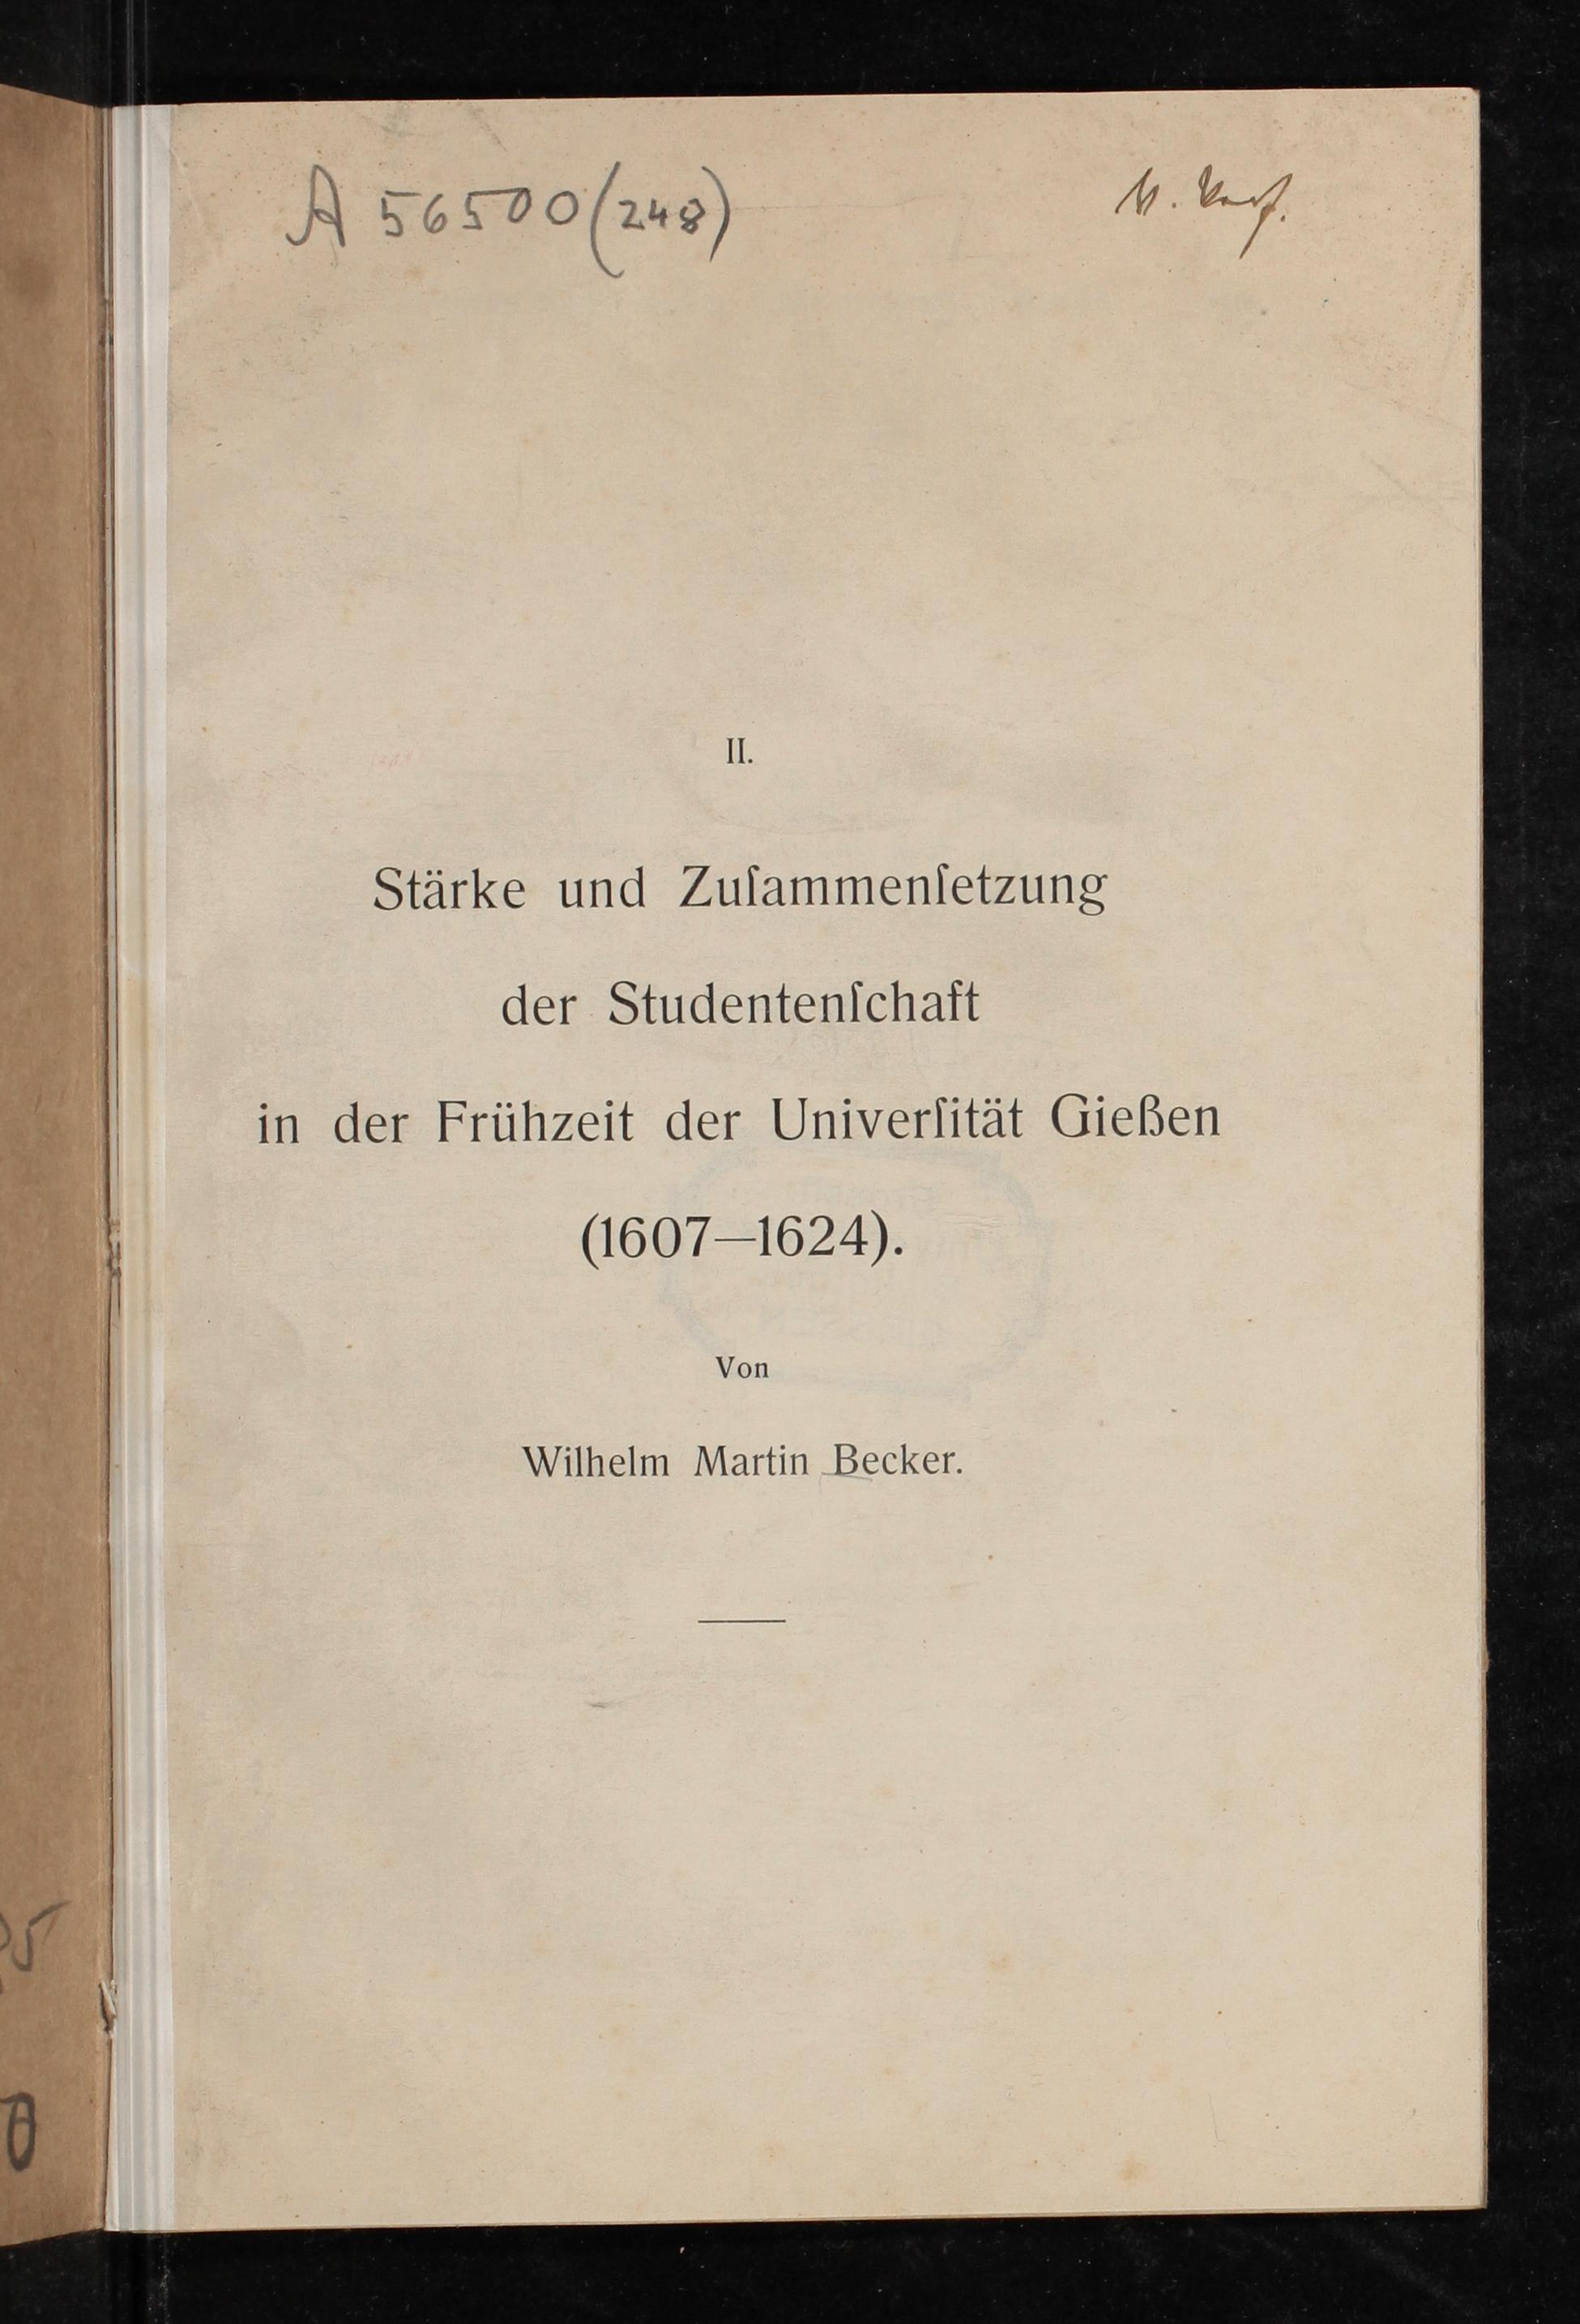 A 56500 (248)
II.
Stärke und Zuſammenſetzung
der Studentenſchaft
in der Frühzeit der Univerſität Gießen
(1607—1624).
Von
Wilhelm Martin Becker.